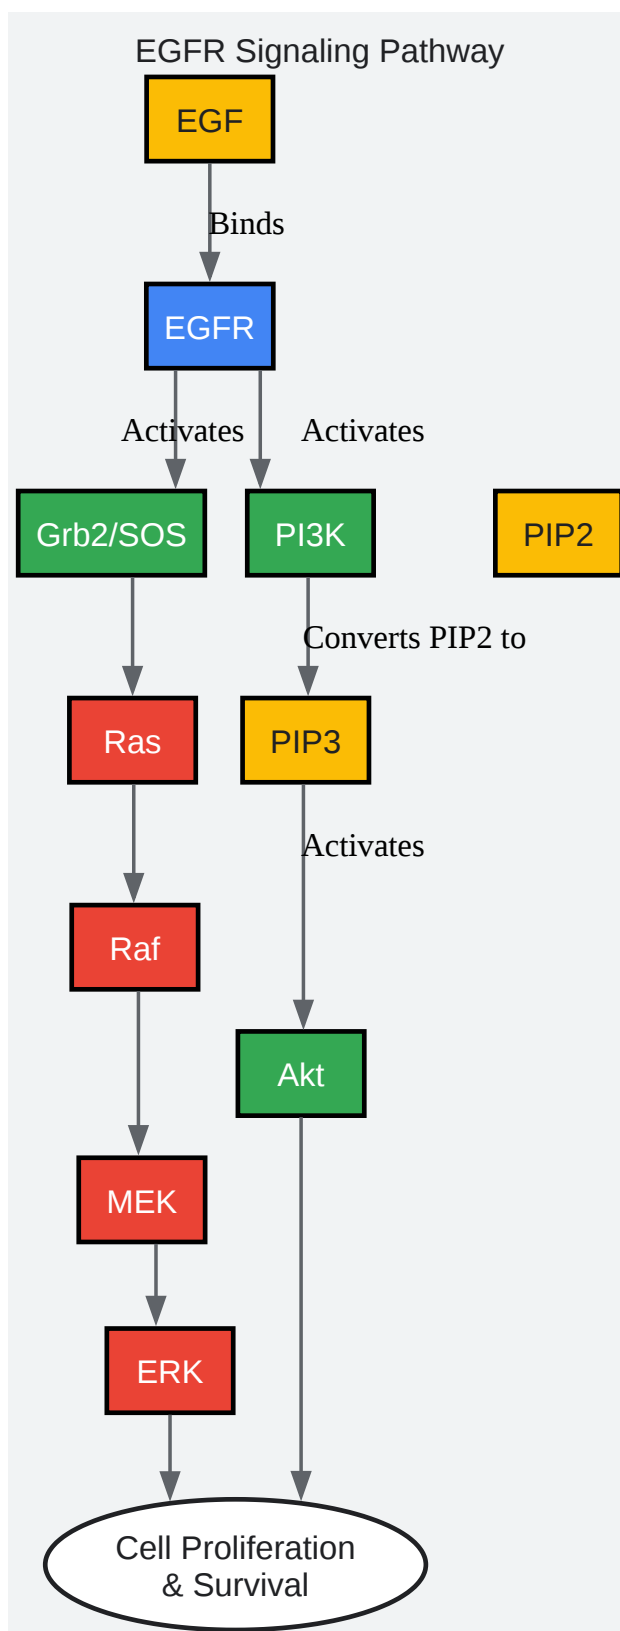 EGFR Signaling Pathway
EGF
Binds
EGFR
Activates
Activates
Grb2/SOS
PI3K
PIP2
Converts PIP2 to
Ras
PIP3
Activates
Raf
Akt
MEK
ERK
Cell Proliferation
& Survival